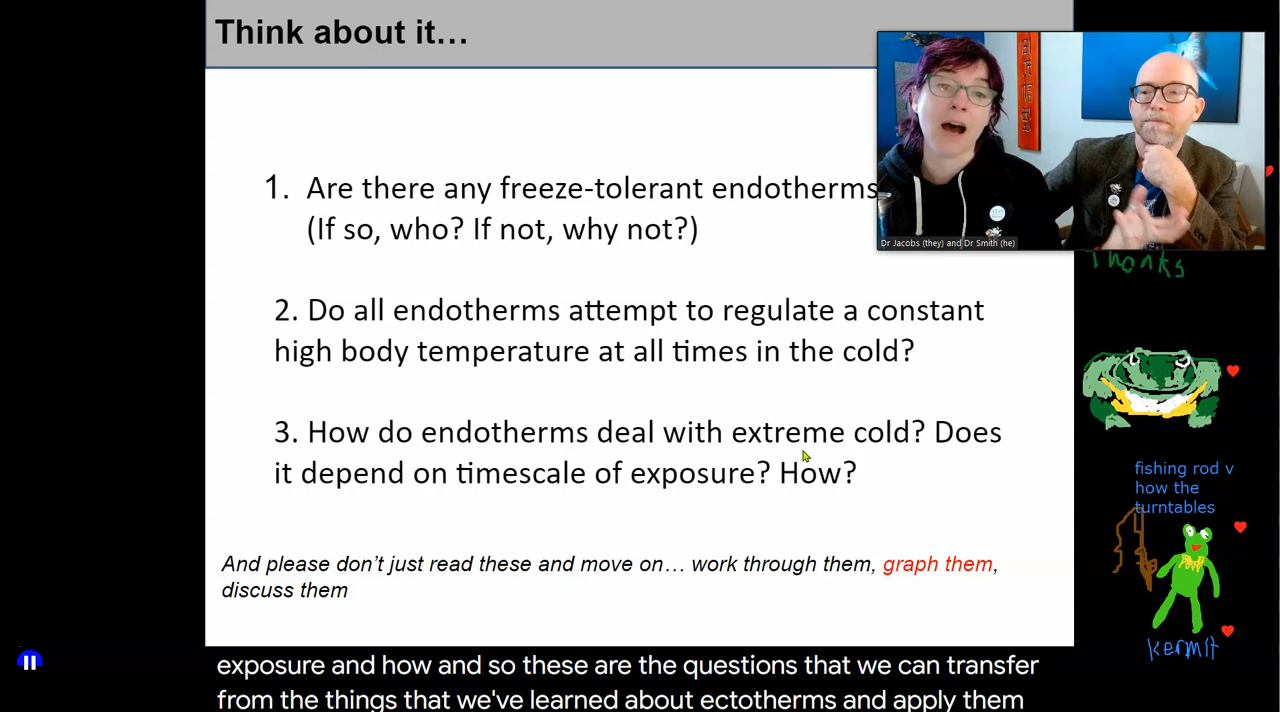 Think about it…
1. Are there any freeze-tolerant endotherms
(If so, who? If not, why not?)
2. Do all endotherms attempt to regulate a constant
high body temperature at all times in the cold?
3. How do endotherms deal with extreme cold? Does
it depend on timescale of exposure? How?
And please don’t just read these and move on… work through them, graph them,
discuss them
Dr Jacobs (they) and Dr Smith (he)
Thanks
fishing rod v
how the
turntables
kermit
exposure and how and so these are the questions that we can transfer
from the things that we've learned about ectotherms and apply them